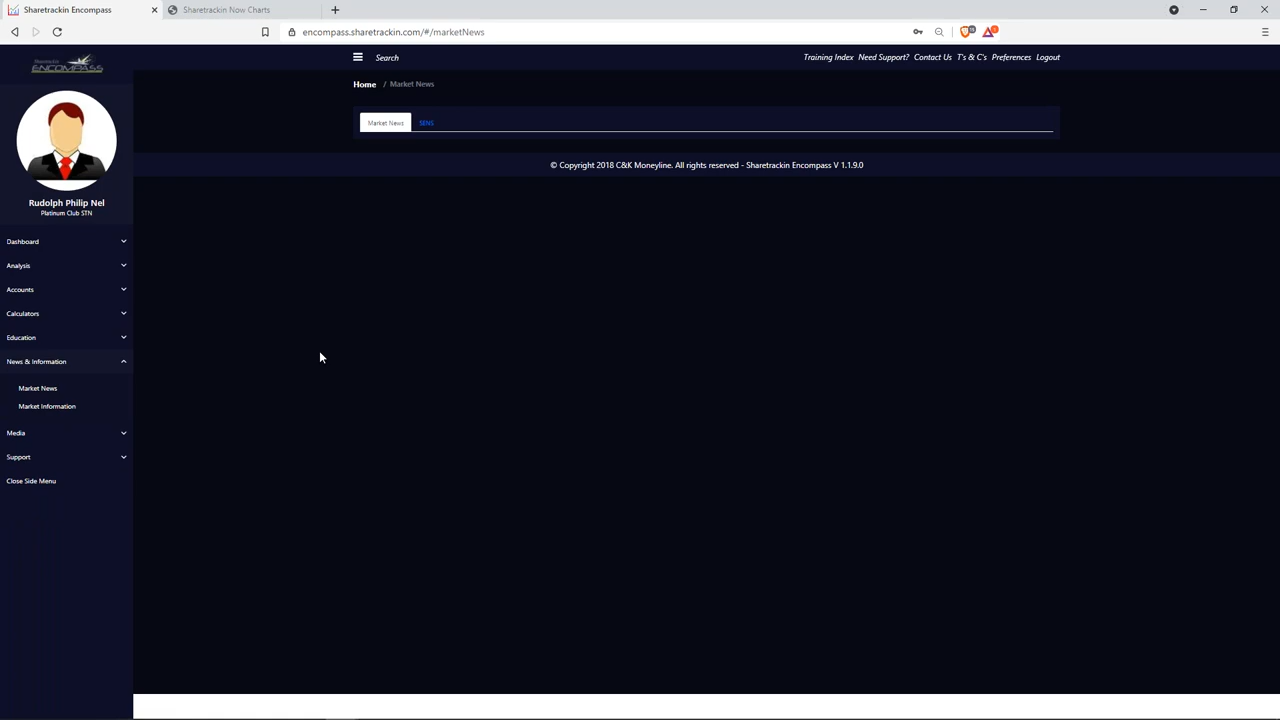 Sharetrackin Encompass
Sharetrackin Now Charts
encompass.sharetrackin.com/#/marketNews
ENCOMPASS
Search
Training Index Need Support? Contact Us T's & C's Preferences Logout
Home / Market News
Market News SENS
© Copyright 2018 C&K Moneyline. All rights reserved - Sharetrackin Encompass V 1.1.9.0
Rudolph Philip Nel
Platinum Club STN
Dashboard
Analysis
Accounts
Calculators
Education
News & Information
Market News
Market Information
Media
Support
Close Side Menu